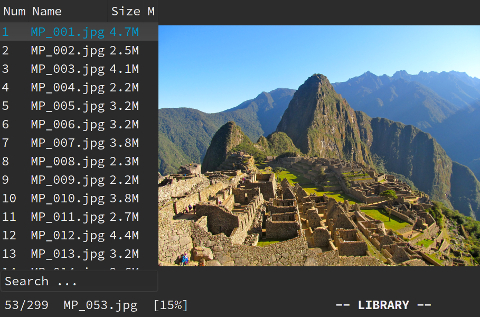 Num Name Size M
1 MP_001.jpg 4.7M
2 MP_002.jpg 2.5M
3 MP_003.jpg 4.1M
4 MP_004.jpg 2.2M
5 MP_005.jpg 3.2M
6 MP_006.jpg 3.2M
7 MP_007.jpg 3.8M
8 MP_008.jpg 2.3M
9 MP_009.jpg 2.2M
10 MP_010.jpg 3.8M
11 MP_011.jpg 2.7M
12 MP_012.jpg 4.4M
13 MP_013.jpg 3.2M
Search ...
53/299 MP_053.jpg [15%] -- LIBRARY --